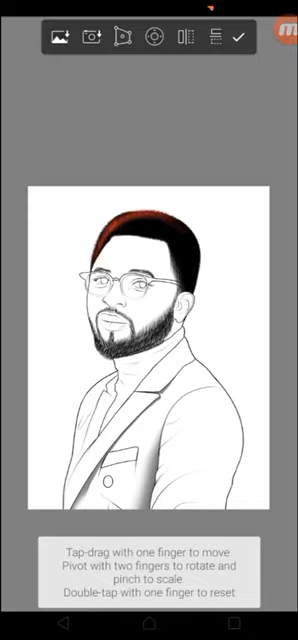 Tap-drag with one finger to move
Pivot with two fingers to rotate and
pinch to scale
Double-tap with one finger to reset